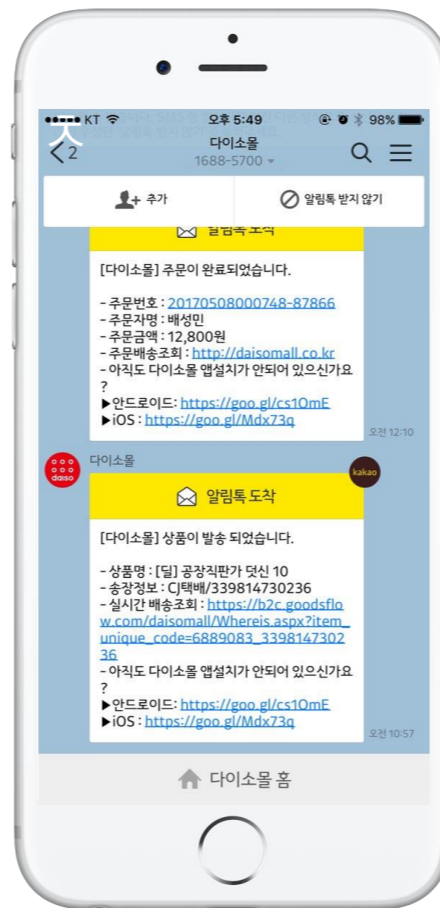 KT 오후 5:49 98%
2 다이소몰
1688-5700
추가 알림톡 받지 않기
알림톡 도착
[다이소몰] 주문이 완료되었습니다.
- 주문번호 : 20170508000748-87866
- 주문자명 : 배성민
- 주문금액 : 12,800원
- 주문배송조회 : http://daisomall.co.kr
- 아직도 다이소몰 앱설치가 안되어 있으신가요
?
▶안드로이드: https://goo.gl/cs1OmE
▶iOS : https://goo.gl/Mdx73q
오전 12:10
daiso
다이소몰
kakao
알림톡 도착
[다이소몰] 상품이 발송 되었습니다.
- 상품명 : [딜] 공장직판가 덧신 10
- 송장정보 : CJ택배/339814730236
- 실시간 배송조회 : https://b2c.goodsflo
w.com/daisomall/Whereis.aspx?item_
unique_code=6889083_3398147302
36
- 아직도 다이소몰 앱설치가 안되어 있으신가요
?
▶안드로이드: https://goo.gl/cs1OmE
▶iOS : https://goo.gl/Mdx73q
오전 10:57
다이소몰 홈